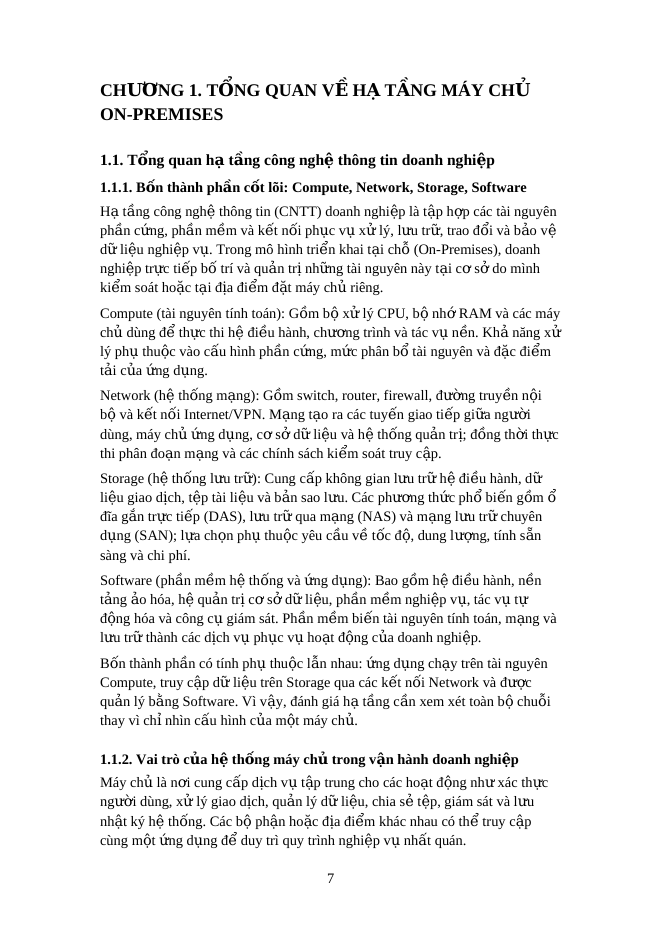 CHƯƠNG 1. TỔNG QUAN VỀ HẠ TẦNG MÁY CHỦ
ON-PREMISES
1.1. Tổng quan hạ tầng công nghệ thông tin doanh nghiệp
1.1.1. Bốn thành phần cốt lõi: Compute, Network, Storage, Software
Hạ tầng công nghệ thông tin (CNTT) doanh nghiệp là tập hợp các tài nguyên
phần cứng, phần mềm và kết nối phục vụ xử lý, lưu trữ, trao đổi và bảo vệ
dữ liệu nghiệp vụ. Trong mô hình triển khai tại chỗ (On-Premises), doanh
nghiệp trực tiếp bố trí và quản trị những tài nguyên này tại cơ sở do mình
kiểm soát hoặc tại địa điểm đặt máy chủ riêng.
Compute (tài nguyên tính toán): Gồm bộ xử lý CPU, bộ nhớ RAM và các máy
chủ dùng để thực thi hệ điều hành, chương trình và tác vụ nền. Khả năng xử
lý phụ thuộc vào cấu hình phần cứng, mức phân bổ tài nguyên và đặc điểm
tải của ứng dụng.
Network (hệ thống mạng): Gồm switch, router, firewall, đường truyền nội
bộ và kết nối Internet/VPN. Mạng tạo ra các tuyến giao tiếp giữa người
dùng, máy chủ ứng dụng, cơ sở dữ liệu và hệ thống quản trị; đồng thời thực
thi phân đoạn mạng và các chính sách kiểm soát truy cập.
Storage (hệ thống lưu trữ): Cung cấp không gian lưu trữ hệ điều hành, dữ
liệu giao dịch, tệp tài liệu và bản sao lưu. Các phương thức phổ biến gồm ổ
đĩa gắn trực tiếp (DAS), lưu trữ qua mạng (NAS) và mạng lưu trữ chuyên
dụng (SAN); lựa chọn phụ thuộc yêu cầu về tốc độ, dung lượng, tính sẵn
sàng và chi phí.
Software (phần mềm hệ thống và ứng dụng): Bao gồm hệ điều hành, nền
tảng ảo hóa, hệ quản trị cơ sở dữ liệu, phần mềm nghiệp vụ, tác vụ tự
động hóa và công cụ giám sát. Phần mềm biến tài nguyên tính toán, mạng và
lưu trữ thành các dịch vụ phục vụ hoạt động của doanh nghiệp.
Bốn thành phần có tính phụ thuộc lẫn nhau: ứng dụng chạy trên tài nguyên
Compute, truy cập dữ liệu trên Storage qua các kết nối Network và được
quản lý bằng Software. Vì vậy, đánh giá hạ tầng cần xem xét toàn bộ chuỗi
thay vì chỉ nhìn cấu hình của một máy chủ.
1.1.2. Vai trò của hệ thống máy chủ trong vận hành doanh nghiệp
Máy chủ là nơi cung cấp dịch vụ tập trung cho các hoạt động như xác thực
người dùng, xử lý giao dịch, quản lý dữ liệu, chia sẻ tệp, giám sát và lưu
nhật ký hệ thống. Các bộ phận hoặc địa điểm khác nhau có thể truy cập
cùng một ứng dụng để duy trì quy trình nghiệp vụ nhất quán.
7